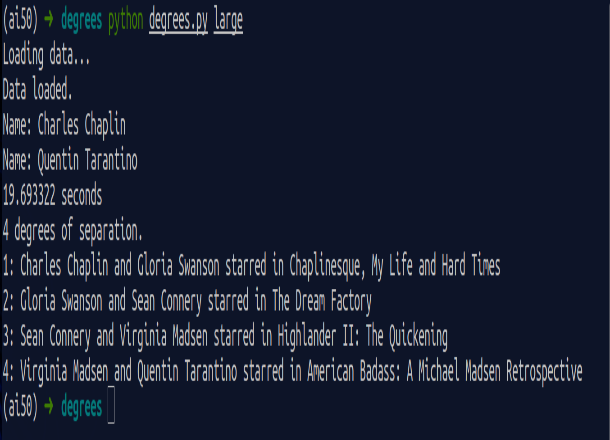 (ai50) → degrees python degrees.py large
Loading data...
Data loaded.
Name: Charles Chaplin
Name: Quentin Tarantino
19.693322 seconds
4 degrees of separation.
1: Charles Chaplin and Gloria Swanson starred in Chaplinesque, My Life and Hard Times
2: Gloria Swanson and Sean Connery starred in The Dream Factory
3: Sean Connery and Virginia Madsen starred in Highlander II: The Quickening
4: Virginia Madsen and Quentin Tarantino starred in American Badass: A Michael Madsen Retrospective
(ai50) → degrees